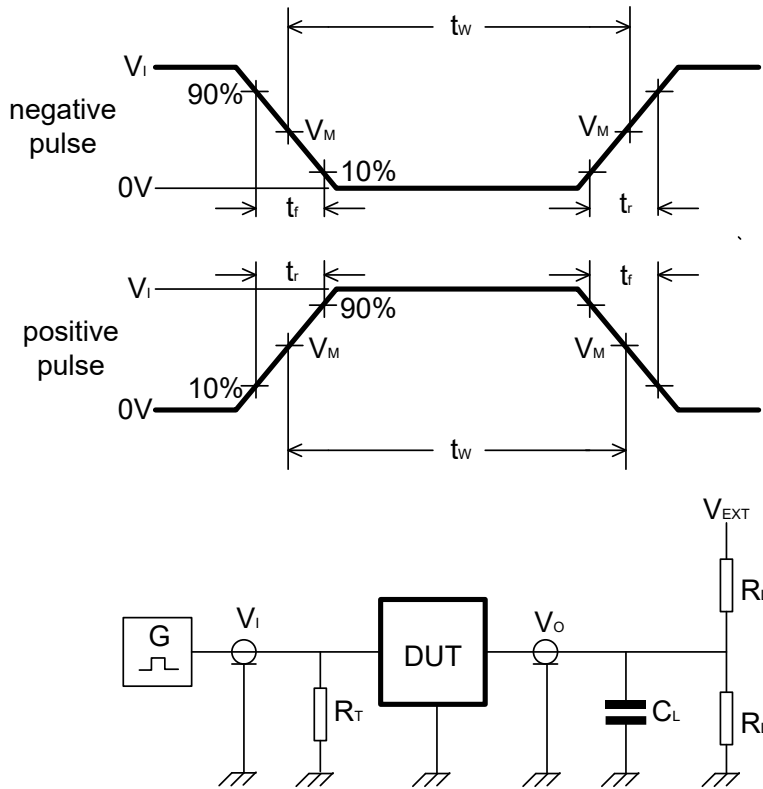 tW
VI
90%
negative
pulse
VM
VM
10%
0V
tf
tr
tr
tf
VI
90%
positive
pulse
VM
VM
10%
0V
tW
VEXT
G
VI
DUT
VO
RT
CL